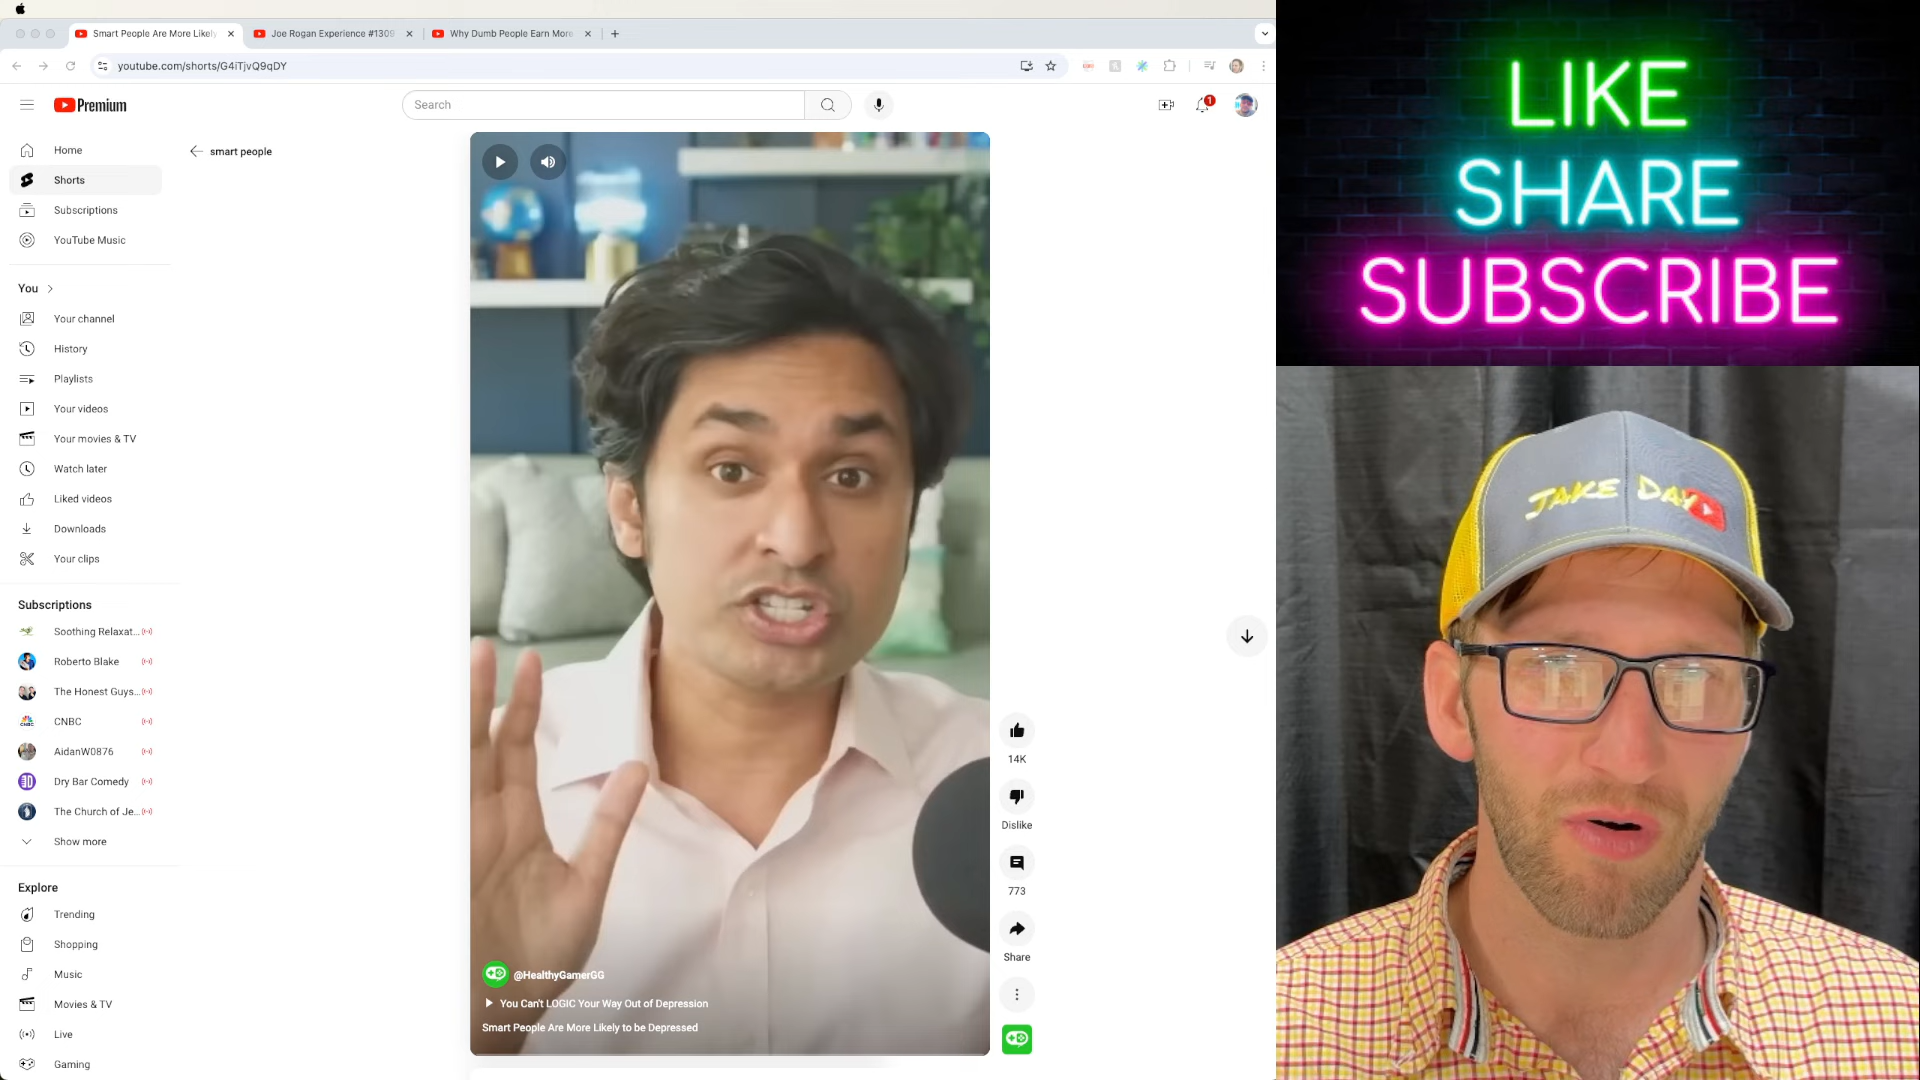 Smart People Are More Likely
Joe Rogan Experience #1309
Why Dumb People Earn More
youtube.com/shorts/G4iTjvQ9qDY
Premium
Search
1
Home
Shorts
Subscriptions
YouTube Music
You
Your channel
History
Playlists
Your videos
Your movies & TV
Watch later
Liked videos
Downloads
Your clips
Subscriptions
Soothing Relaxat...
Roberto Blake
The Honest Guys...
CNBC
AidanW0876
Dry Bar Comedy
The Church of Je...
Show more
Explore
Trending
Shopping
Music
Movies & TV
Live
Gaming
smart people
14K
Dislike
773
Share
@HealthyGamerGG
You Can't LOGIC Your Way Out of Depression
Smart People Are More Likely to be Depressed
LIKE
SHARE
SUBSCRIBE
JAKE DAY